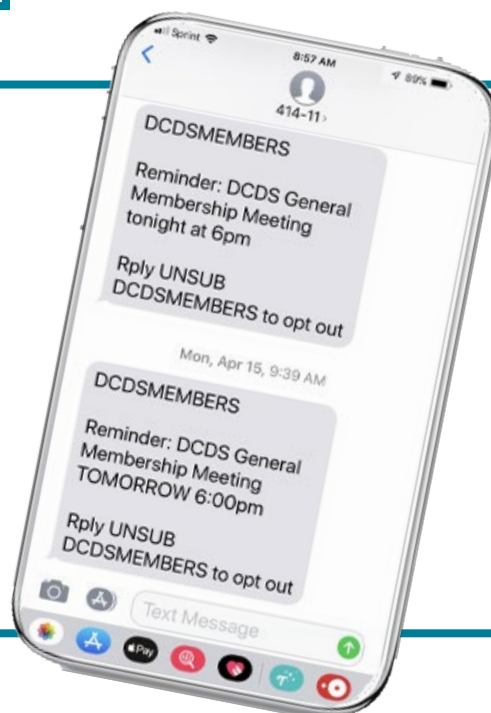 Sprint
8:57 AM
89%
414-11
DCDSMEMBERS
Reminder: DCDS General
Membership Meeting
tonight at 6pm
Rply UNSUB
DCDSMEMBERS to opt out
Mon, Apr 15, 9:39 AM
DCDSMEMBERS
Reminder: DCDS General
Membership Meeting
TOMORROW 6:00pm
Rply UNSUB
DCDSMEMBERS to opt out
Text Message
Pay